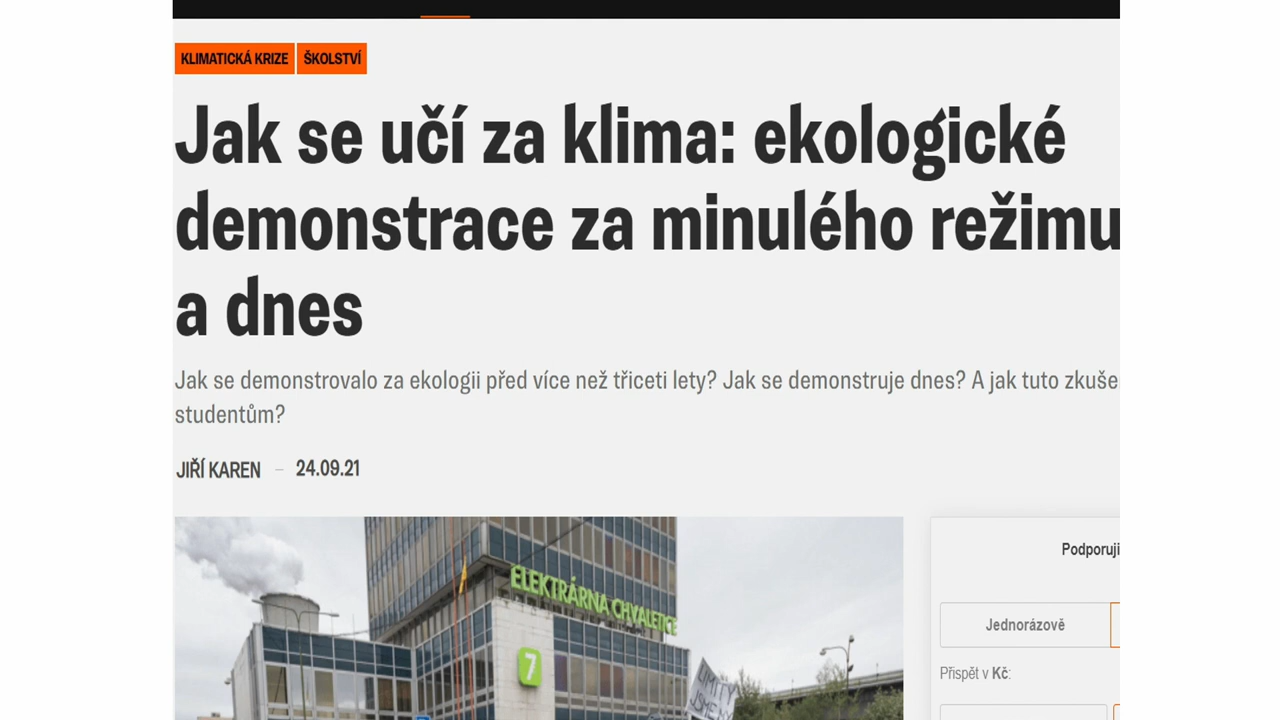 KLIMATICKÁ KRIZE ŠKOLSTVÍ
Jak se učí za klima: ekologické
demonstrace za minulého režimu
a dnes
Jak se demonstrovalo za ekologii před více než třiceti lety? Jak se demonstruje dnes? A jak tuto zkuše
studentům?
JIŘÍ KAREN – 24.09.21
Podporuji
ELEKTRÁRNA CHVALETICE
7
Jednorázově
Přispět v Kč: